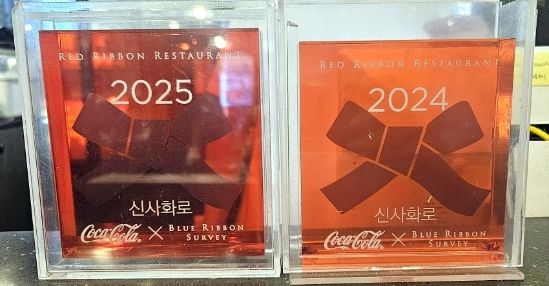 RED RIBBON RESTAURANT
2025
신사화로
Coca-Cola × BLUE RIBBON SURVEY
RED RIBBON RESTAURANT
2024
신사화로
Coca-Cola × BLUE RIBBON SURVEY